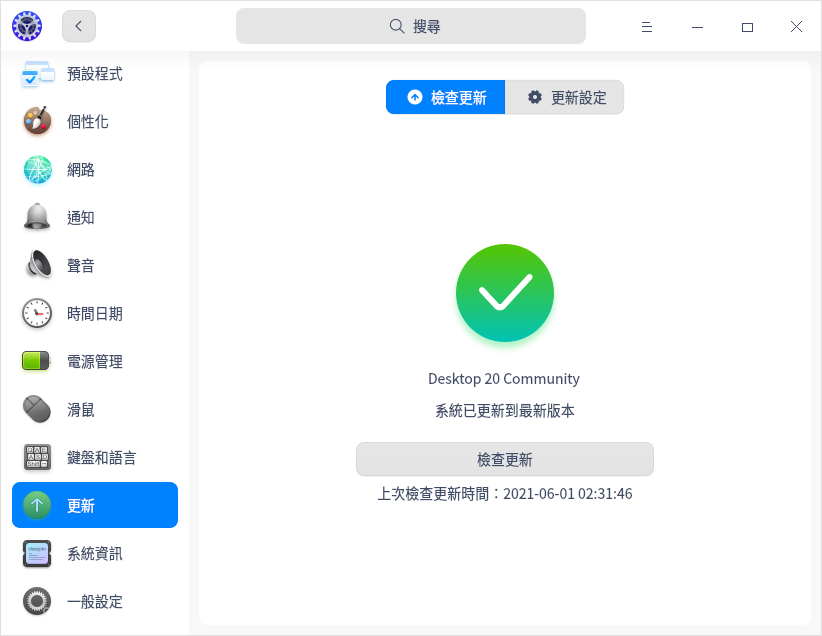 搜尋
預設程式
個性化
網路
通知
聲音
時間日期
電源管理
滑鼠
鍵盤和語言
更新
系統資訊
一般設定
檢查更新
更新設定
Desktop 20 Community
系統已更新到最新版本
檢查更新
上次檢查更新時間：2021-06-01 02:31:46